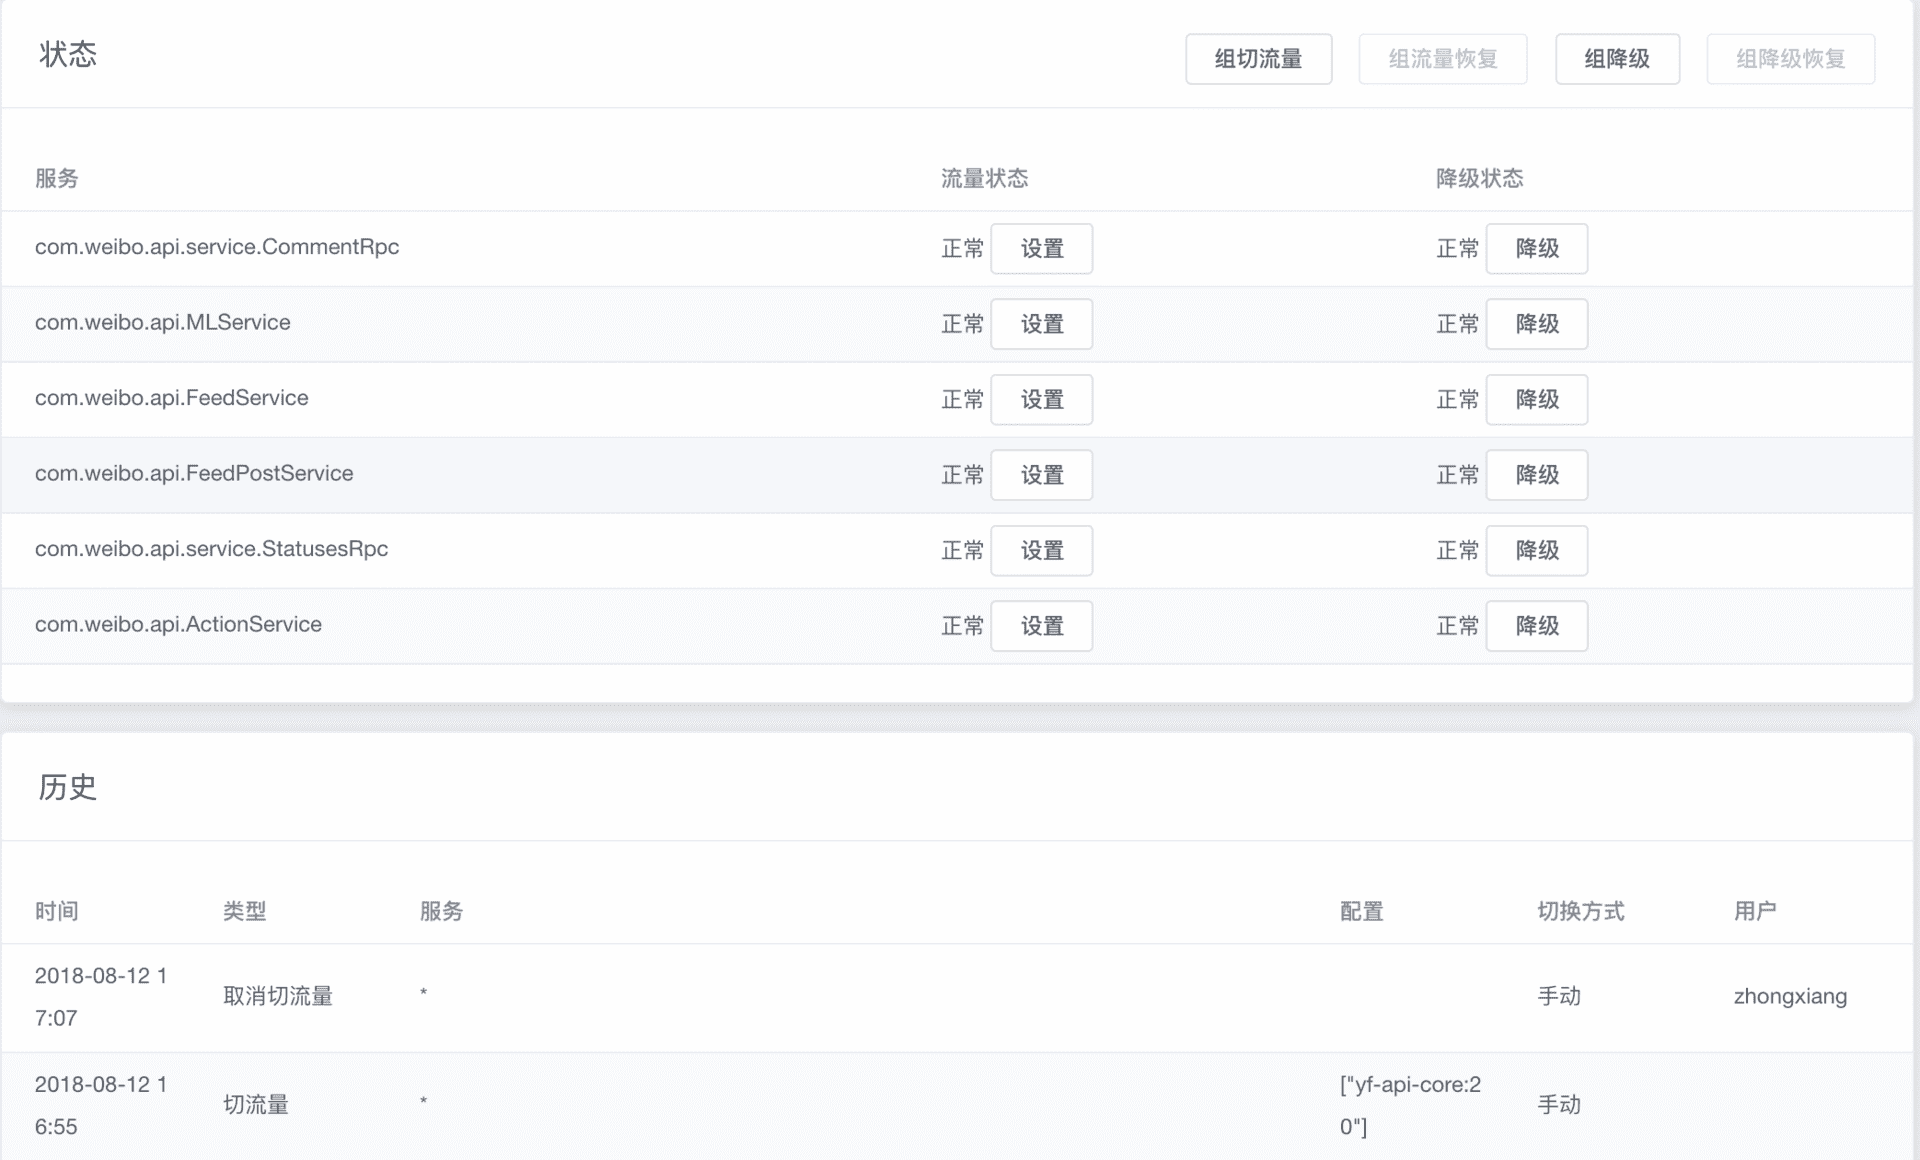 状态 组切流量 组流量恢复 组降级 组降级恢复
服务 流量状态 降级状态
com.weibo.api.service.CommentRpc 正常 设置 正常 降级
com.weibo.api.MLService 正常 设置 正常 降级
com.weibo.api.FeedService 正常 设置 正常 降级
com.weibo.api.FeedPostService 正常 设置 正常 降级
com.weibo.api.service.StatusesRpc 正常 设置 正常 降级
com.weibo.api.ActionService 正常 设置 正常 降级
历史
时间 类型 服务 配置 切换方式 用户
2018-08-12 1
7:07
取消切流量 * 手动 zhongxiang
2018-08-12 1
6:55
切流量 *
["yf-api-core:2
0"]
手动